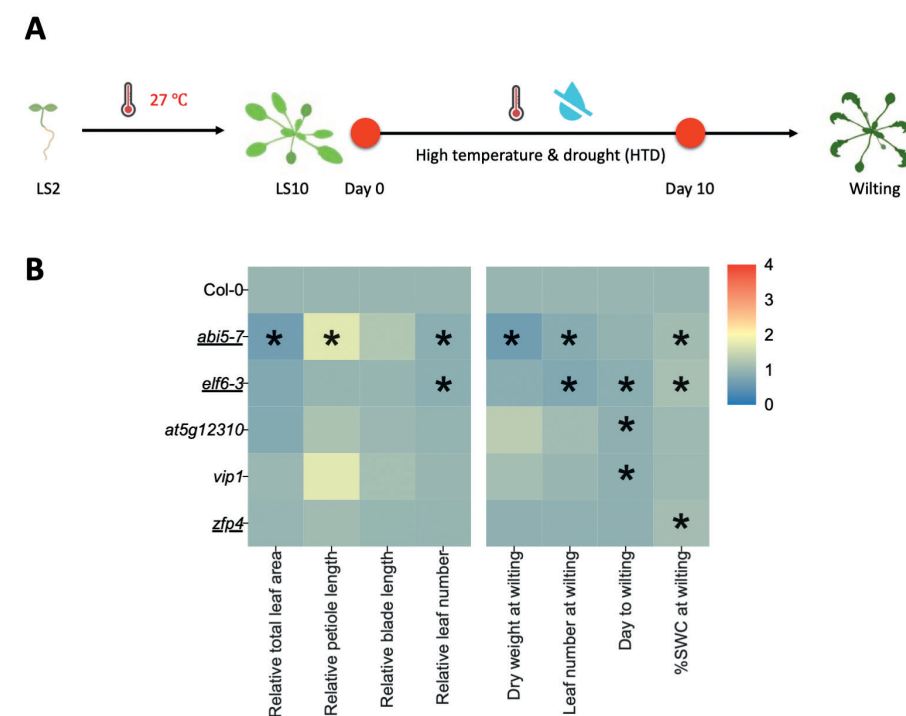 A
27 °C
High temperature & drought (HTD)
LS2
LS10
Day 0
Day 10
Wilting
B
Col-0
abi5-7
elf6-3
at5g12310
vip1
zfp4
* * * * * *
* * * *
*
*
*
4
3
2
1
0
Relative total leaf area
Relative petiole length
Relative blade length
Relative leaf number
Dry weight at wilting
Leaf number at wilting
Day to wilting
%SWC at wilting